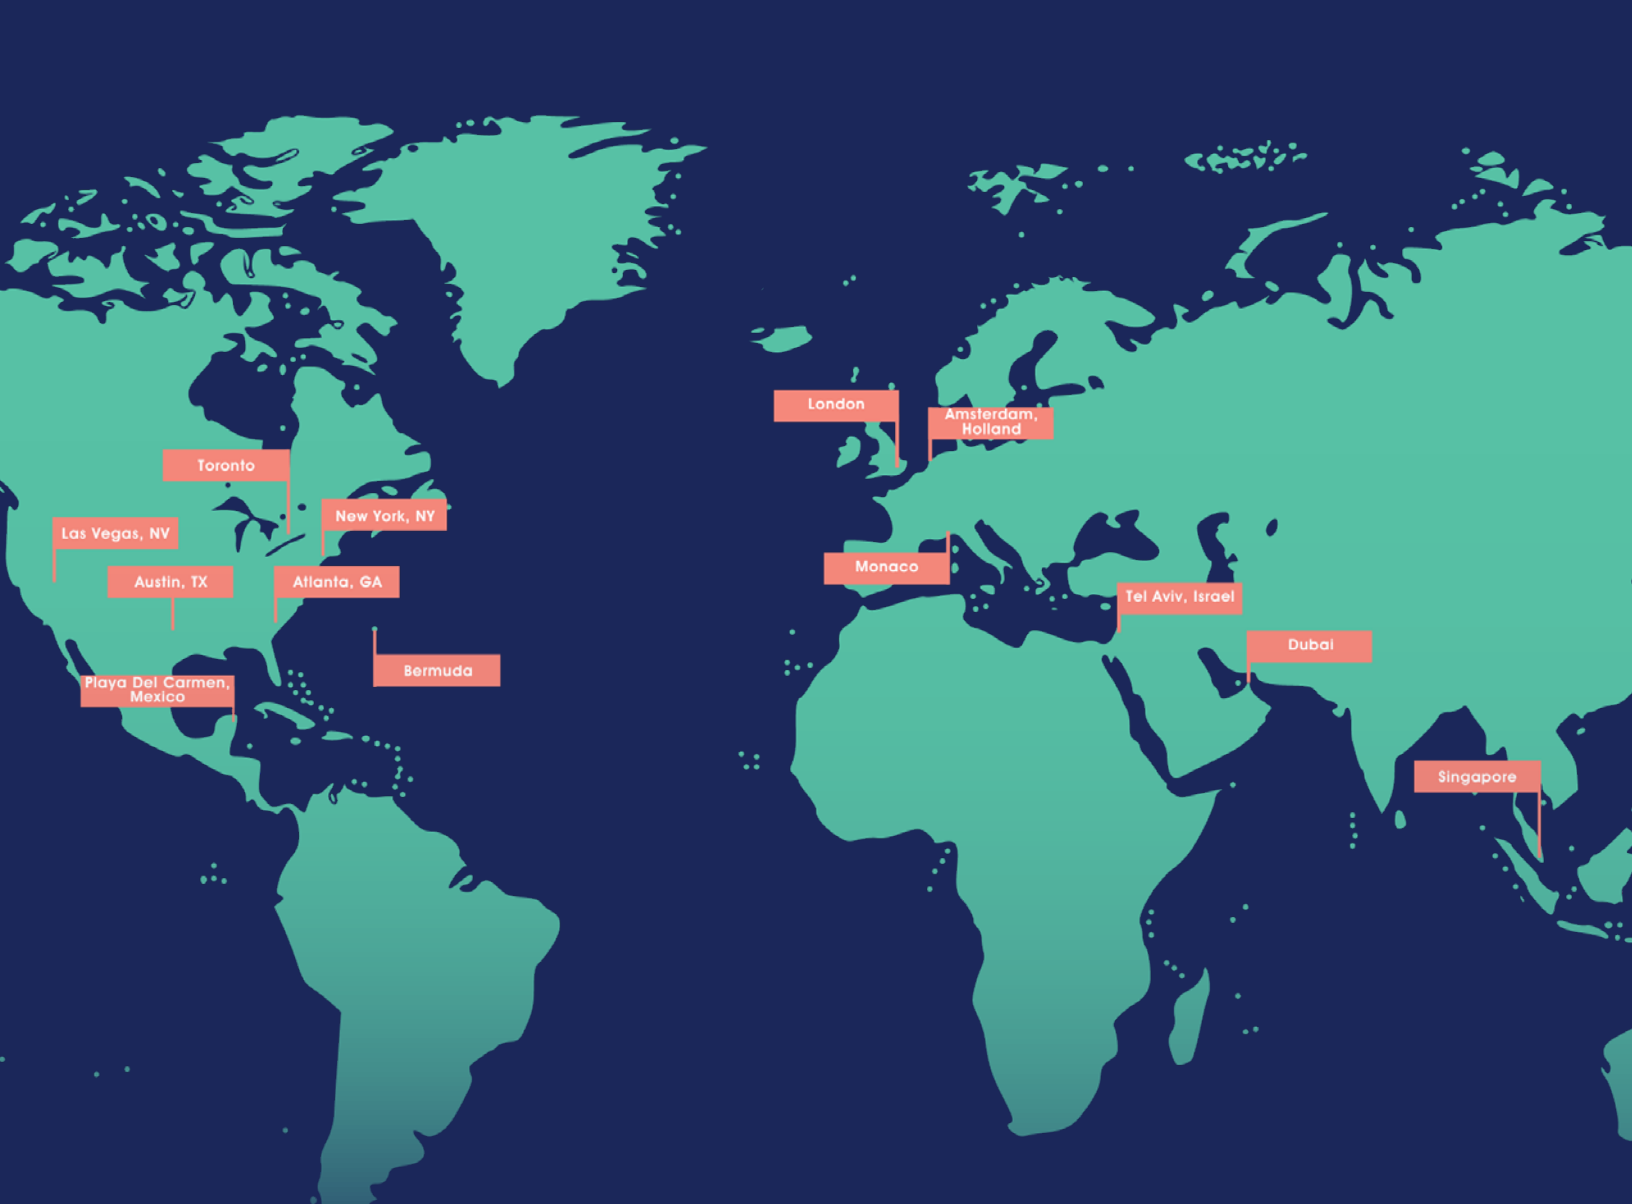 London
Amsterdam,
Holland
Toronto
New York, NY
Las Vegas, NV
Austin, TX
Atlanta, GA
Monaco
Tel Aviv, Israel
Dubai
Bermuda
Playa Del Carmen,
Mexico
Singapore